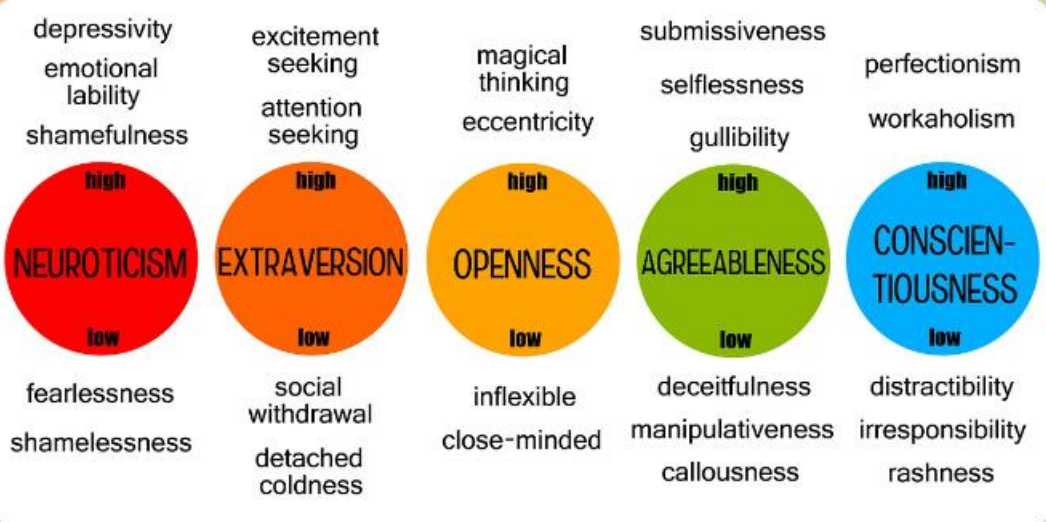 depressivity
emotional
lability
shamefulness
high
NEUROTICISM
low
fearlessness
shamelessness
excitement
seeking
attention
seeking
high
EXTRAVERSION
low
social
withdrawal
detached
coldness
magical
thinking
eccentricity
high
OPENNESS
low
inflexible
close-minded
submissiveness
selflessness
gullibility
high
AGREEABLENESS
low
deceitfulness
manipulativeness
callousness
perfectionism
workaholism
high
CONSCIEN-
TIOUSNESS
low
distractibility
irresponsibility
rashness